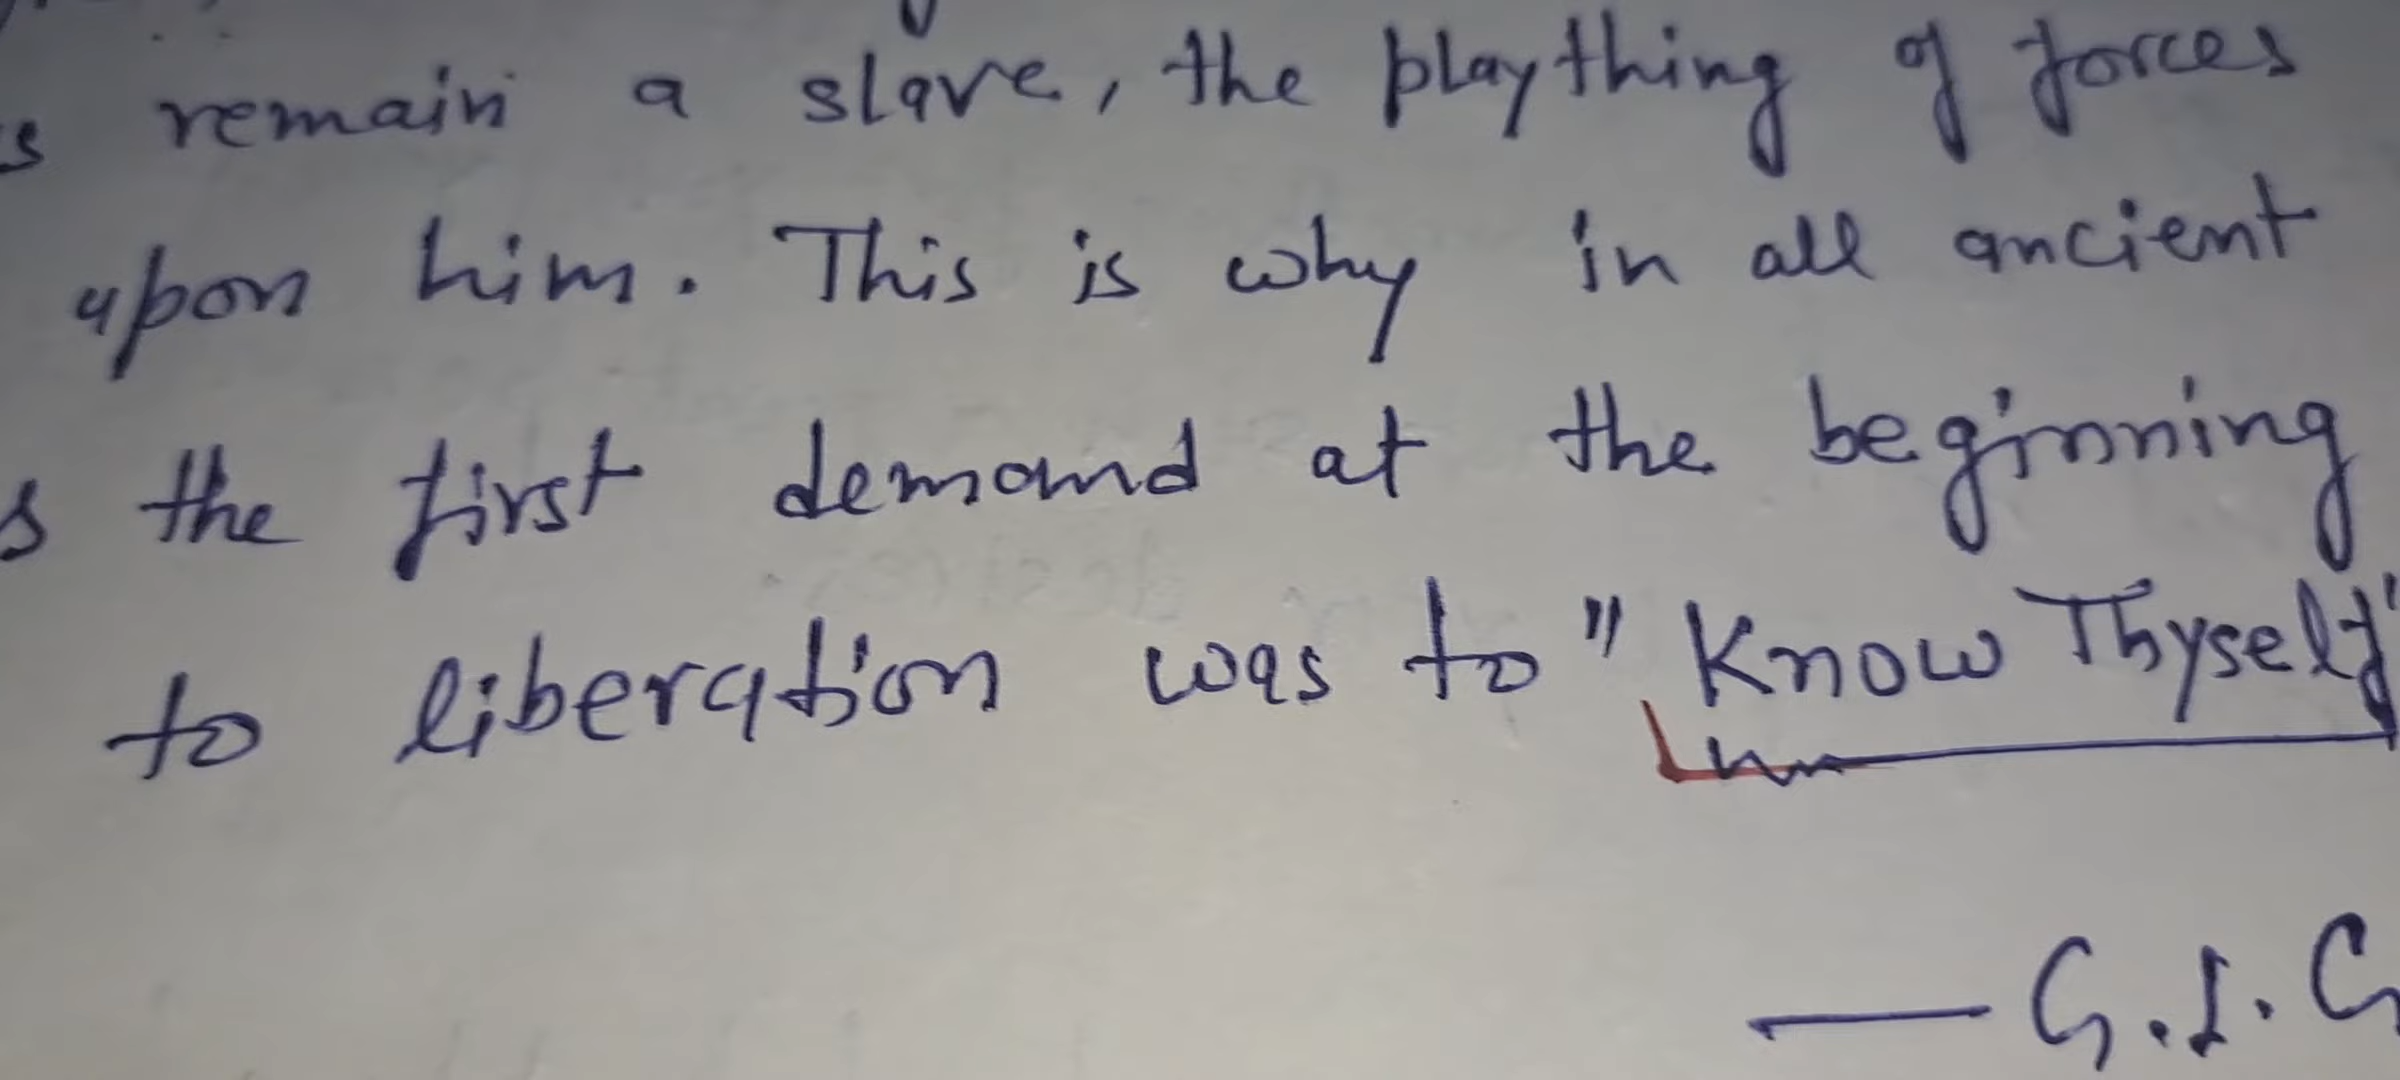 s remain a slave, the plaything of forces
upon him. This is why in all ancient
s the first demand at the beginning
to liberation was to "Know Thyself"
— G.I. G